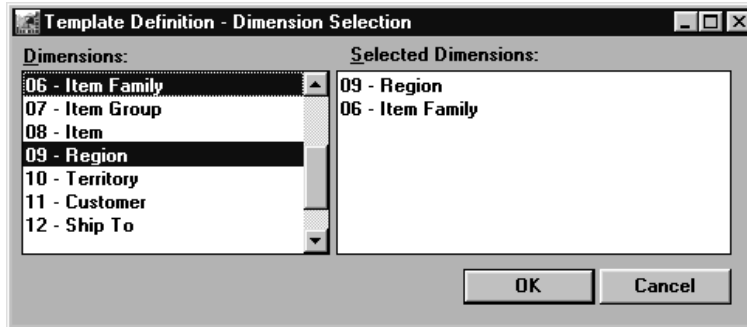 Template Definition - Dimension Selection
Dimensions:
06 - Item Family
07 - Item Group
08 - Item
09 - Region
10 - Territory
11 - Customer
12 - Ship To
Selected Dimensions:
09 - Region
06 - Item Family
OK
Cancel